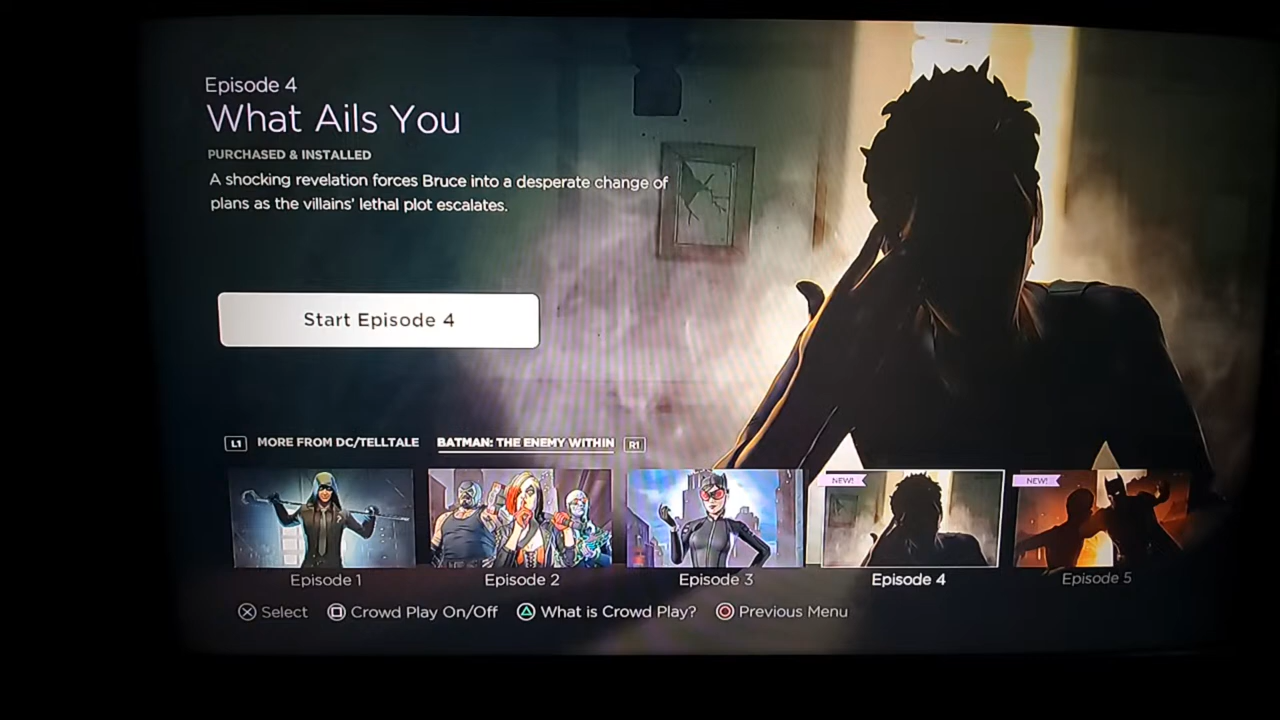 Episode 4
What Ails You
PURCHASED & INSTALLED
A shocking revelation forces Bruce into a desperate change of
plans as the villains' lethal plot escalates.
Start Episode 4
L1 MORE FROM DC/TELLTALE BATMAN: THE ENEMY WITHIN R1
NEW! NEW!
Episode 1 Episode 2 Episode 3 Episode 4 Episode 5
Select Crowd Play On/Off What is Crowd Play? Previous Menu